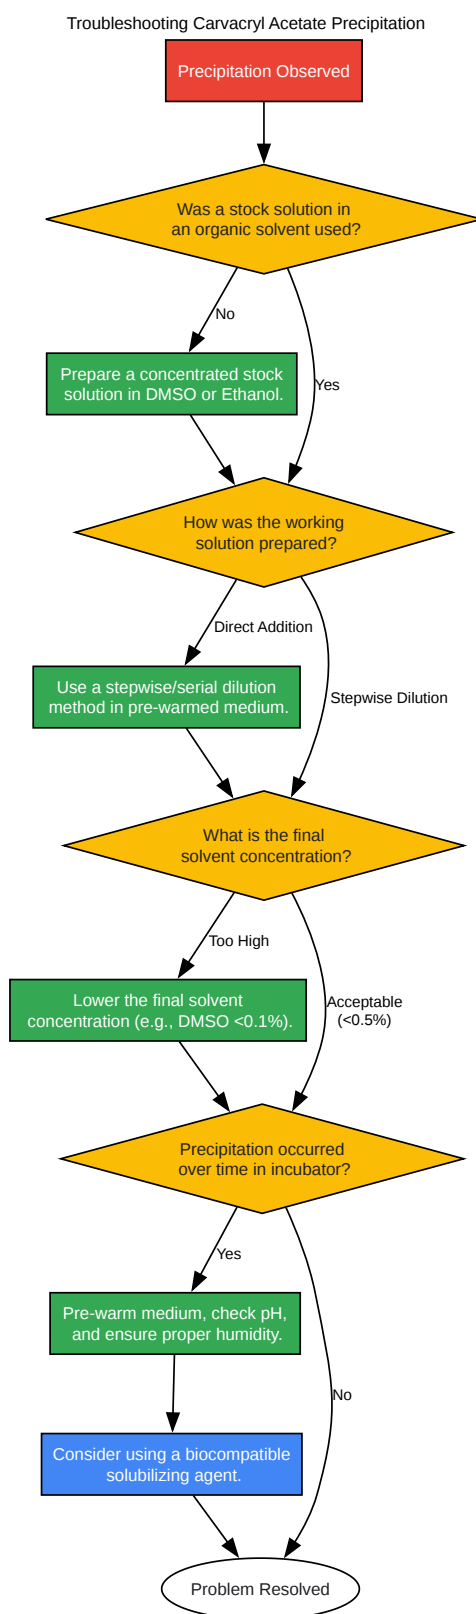 Troubleshooting Carvacryl Acetate Precipitation
Precipitation Observed
Was a stock solution in
an organic solvent used?
No
Prepare a concentrated stock
solution in DMSO or Ethanol.
Yes
How was the working
solution prepared?
Direct Addition
Use a stepwise/serial dilution
method in pre-warmed medium.
Stepwise Dilution
What is the final
solvent concentration?
Too High
Lower the final solvent
concentration (e.g., DMSO <0.1%).
Acceptable
(<0.5%)
Precipitation occurred
over time in incubator?
Yes
Pre-warm medium, check pH,
and ensure proper humidity.
No
Consider using a biocompatible
solubilizing agent.
Problem Resolved